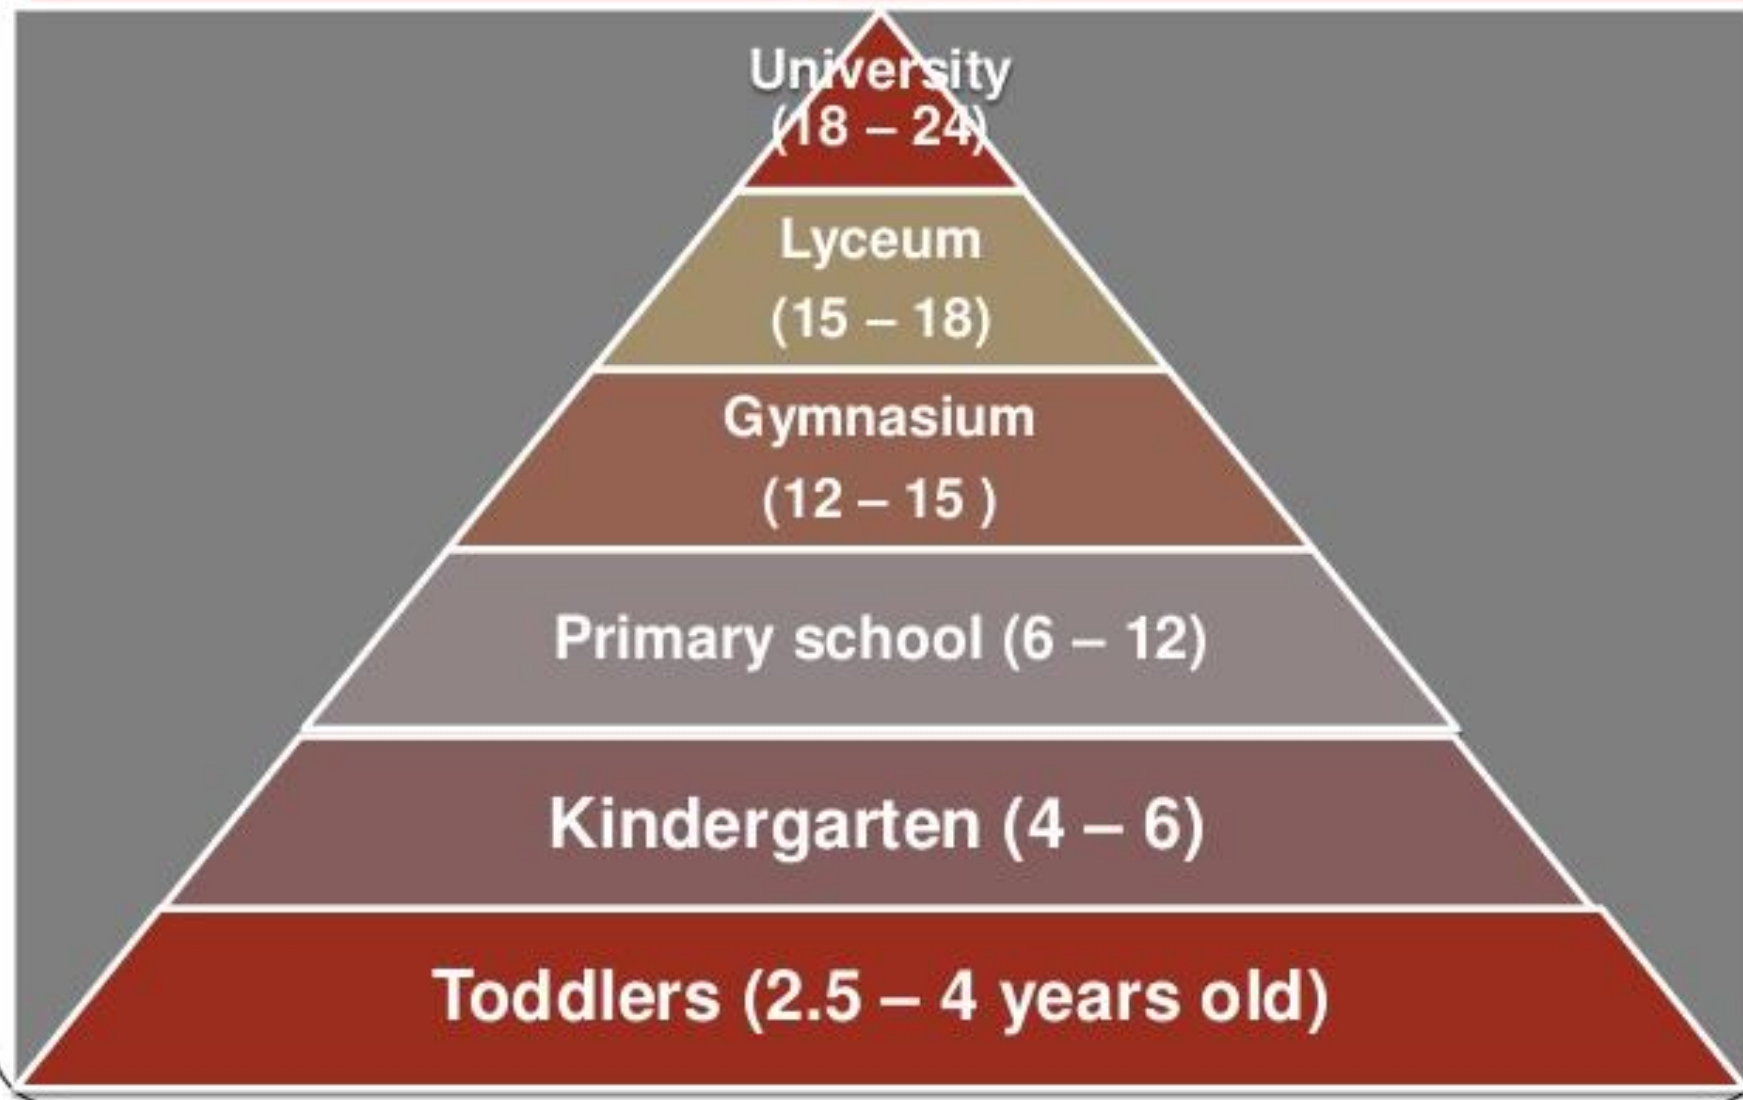 University
(18 – 24)
Lyceum
(15 – 18)
Gymnasium
(12 – 15 )
Primary school (6 – 12)
Kindergarten (4 – 6)
Toddlers (2.5 – 4 years old)